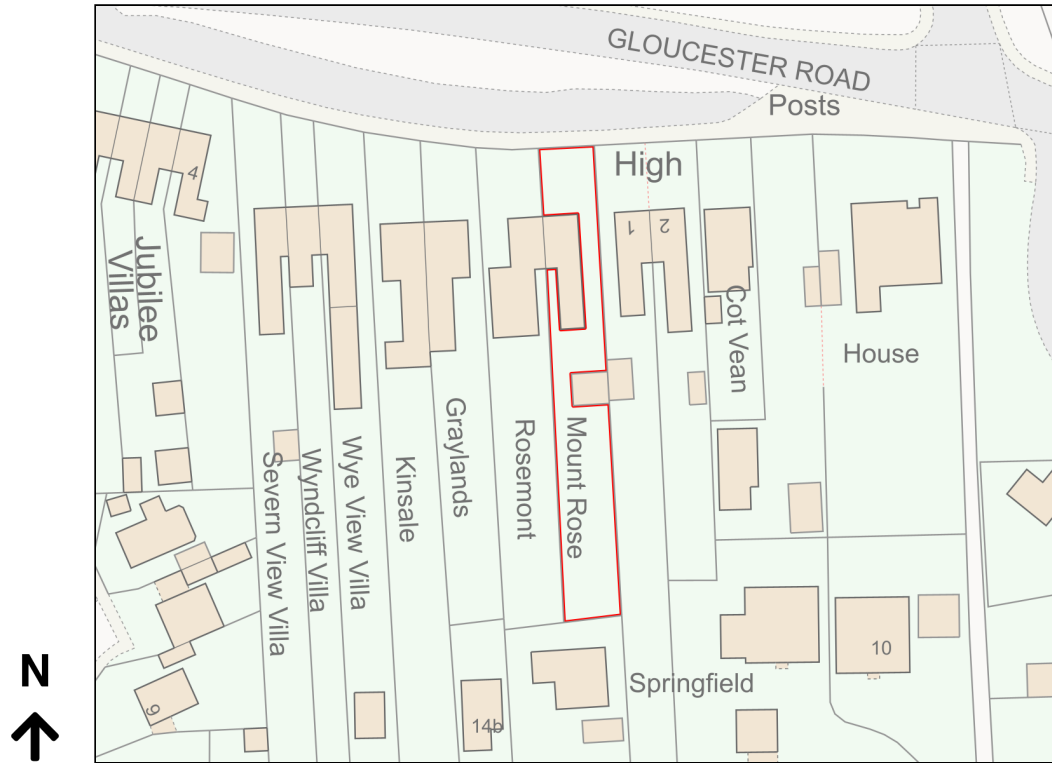 GLOUCESTER ROAD
Posts
High
4
1
2
Jubilee
Villas
Cot Vean
House
Severn View Villa
Wyndcliff Villa
Wye View Villa
Kinsale
Graylands
Rosemont
Mount Rose
N
10
Springfield
9
14b